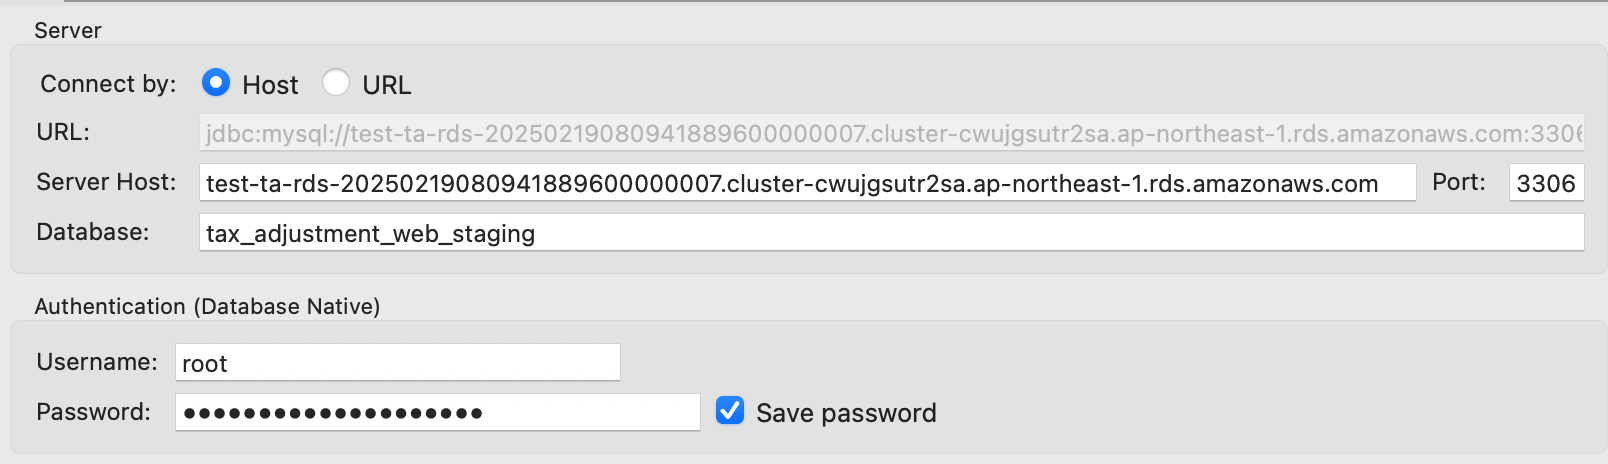 Server
Connect by: Host URL
URL: jdbc:mysql://test-ta-rds-20250219080941889600000007.cluster-cwujgsutr2sa.ap-northeast-1.rds.amazonaws.com:3306
Server Host: test-ta-rds-20250219080941889600000007.cluster-cwujgsutr2sa.ap-northeast-1.rds.amazonaws.com Port: 3306
Database: tax_adjustment_web_staging
Authentication (Database Native)
Username: root
Password: ●●●●●●●●●●●●●●●●●●●● Save password